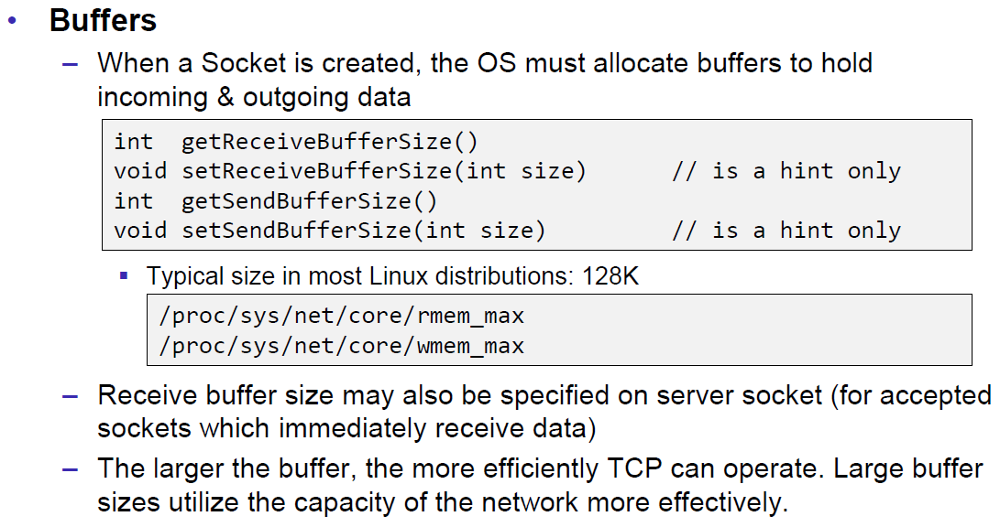 • Buffers
– When a Socket is created, the OS must allocate buffers to hold
incoming & outgoing data
int  getReceiveBufferSize()
void setReceiveBufferSize(int size)      // is a hint only
int  getSendBufferSize()
void setSendBufferSize(int size)         // is a hint only
▪ Typical size in most Linux distributions: 128K
/proc/sys/net/core/rmem_max
/proc/sys/net/core/wmem_max
– Receive buffer size may also be specified on server socket (for accepted
sockets which immediately receive data)
– The larger the buffer, the more efficiently TCP can operate. Large buffer
sizes utilize the capacity of the network more effectively.